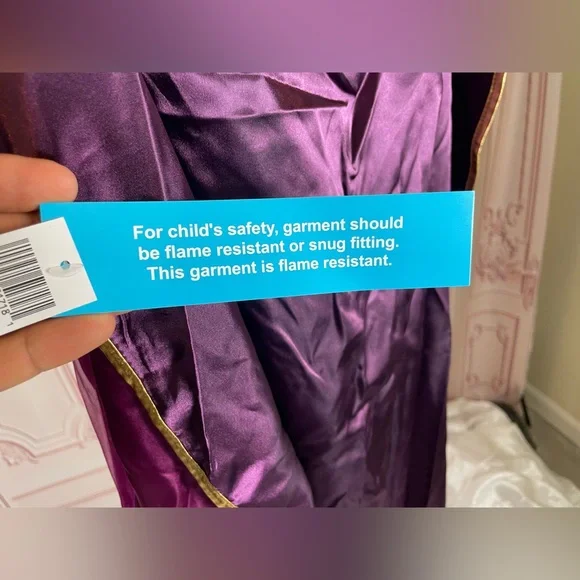 For child's safety, garment should
be flame resistant or snug fitting.
This garment is flame resistant.